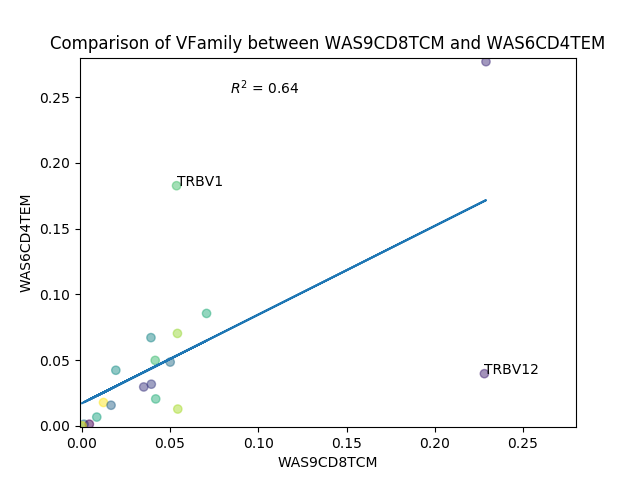 Comparison of VFamily between WAS9CD8TCM and WAS6CD4TEM
R² = 0.64
0.25
0.20
TRBV1
0.15
WAS6CD4TEM
0.10
0.05
TRBV12
0.00
0.00 0.05 0.10 0.15 0.20 0.25
WAS9CD8TCM